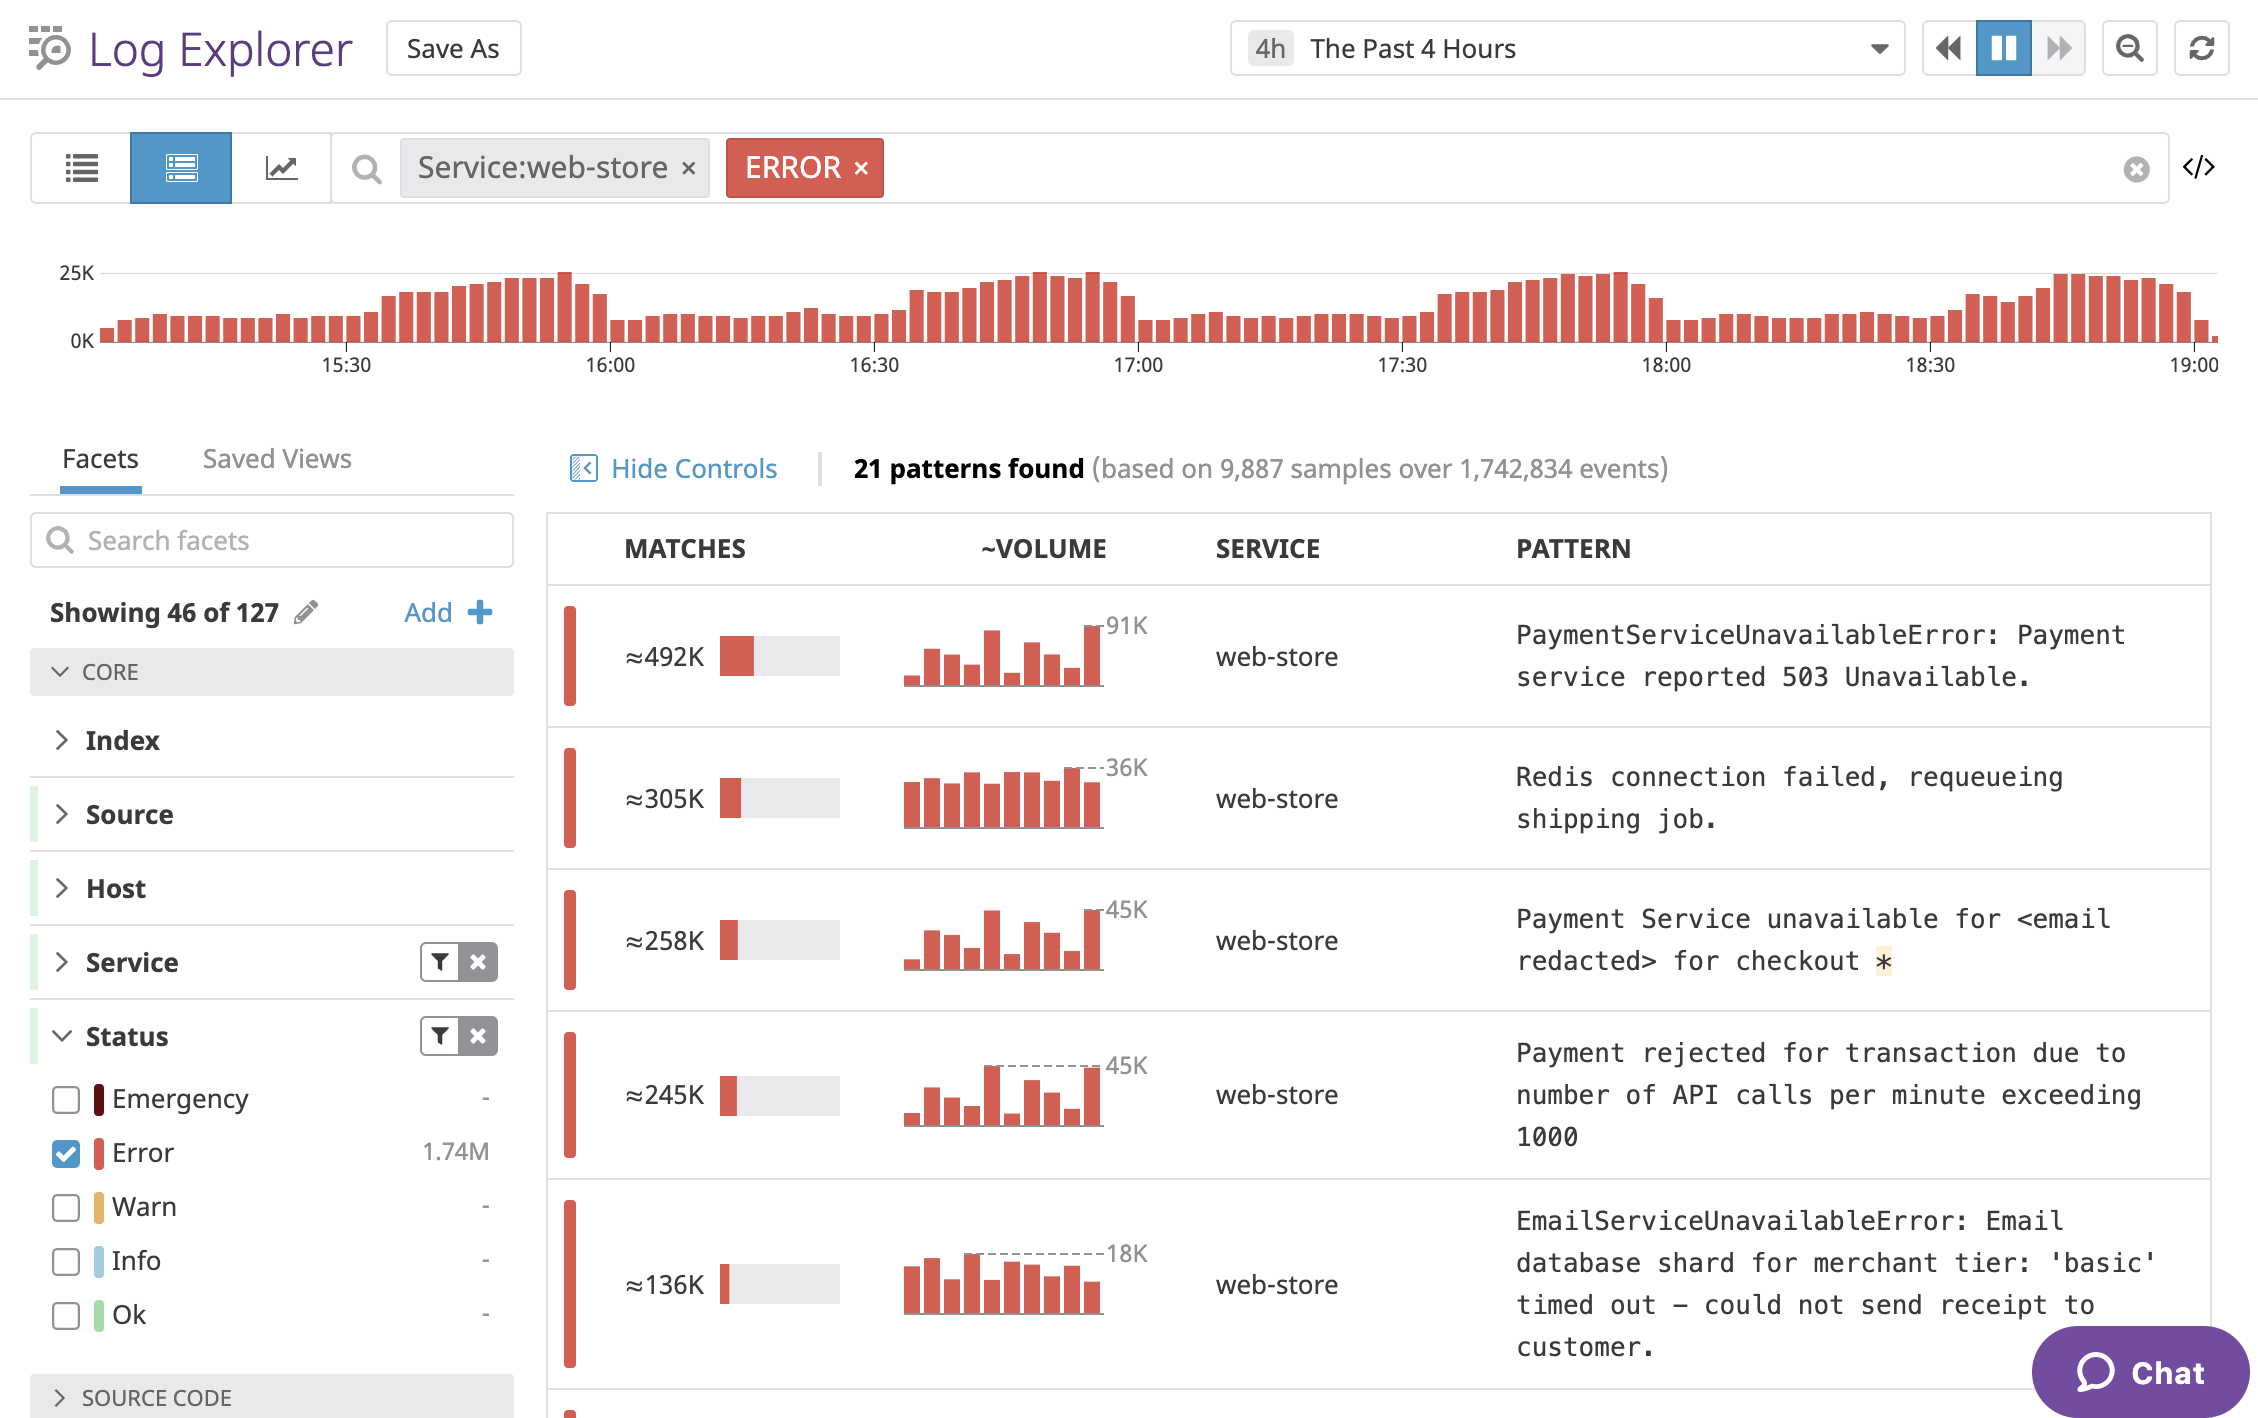 Log Explorer
Save As
4h The Past 4 Hours
Service:web-store ×
ERROR ×
</>
25K
0K
15:30 16:00 16:30 17:00 17:30 18:00 18:30 19:00
Facets
Saved Views
Search facets
Showing 46 of 127
Add
CORE
Index
Source
Host
Service
Status
Emergency -
Error 1.74M
Warn -
Info -
Ok -
SOURCE CODE
Hide Controls
21 patterns found (based on 9,887 samples over 1,742,834 events)
MATCHES ~VOLUME SERVICE PATTERN
≈492K 91K web-store
PaymentServiceUnavailableError: Payment
service reported 503 Unavailable.
≈305K 36K web-store
Redis connection failed, requeueing
shipping job.
≈258K 45K web-store
Payment Service unavailable for <email
redacted> for checkout *
≈245K 45K web-store
Payment rejected for transaction due to
number of API calls per minute exceeding
1000
≈136K 18K web-store
EmailServiceUnavailableError: Email
database shard for merchant tier: 'basic'
timed out – could not send receipt to
customer.
Chat